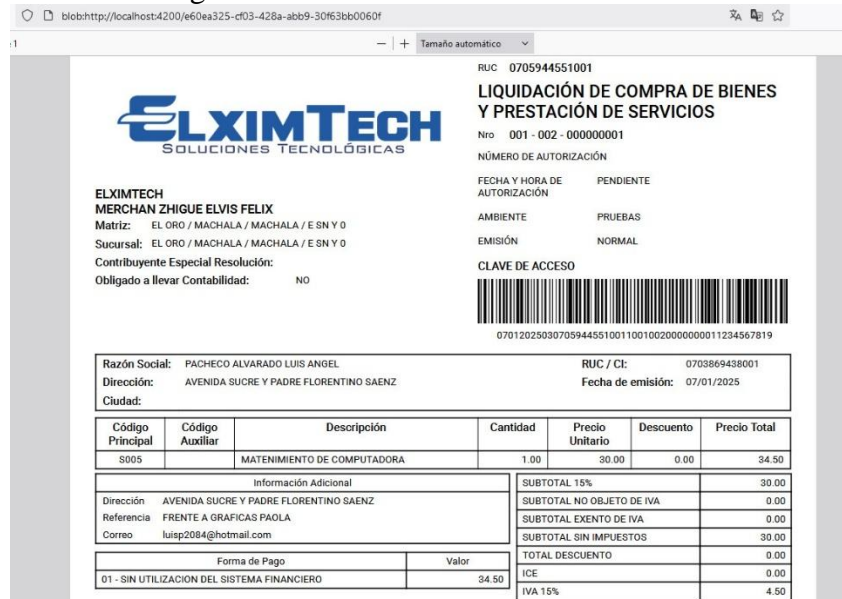 blob:http://localhost:4200/e60ea325-cf03-428a-abb9-30f63bb0060f
Tamaño automático
ELXIMTECH
SOLUCIONES TECNOLÓGICAS
ELXIMTECH
MERCHAN ZHIGUE ELVIS FELIX
Matriz: EL ORO / MACHALA / MACHALA / E SN Y 0
Sucursal: EL ORO / MACHALA / MACHALA / E SN Y 0
Contribuyente Especial Resolución:
Obligado a llevar Contabilidad: NO
RUC 0705944551001
LIQUIDACIÓN DE COMPRA DE BIENES
Y PRESTACIÓN DE SERVICIOS
Nro 001 - 002 - 000000001
NÚMERO DE AUTORIZACIÓN
FECHA Y HORA DE AUTORIZACIÓN PENDIENTE
AMBIENTE PRUEBAS
EMISIÓN NORMAL
CLAVE DE ACCESO
0701202503070594455100110010020000000011234567819
Razón Social: PACHECO ALVARADO LUIS ANGEL RUC / CI: 0703869438001
Dirección: AVENIDA SUCRE Y PADRE FLORENTINO SAENZ Fecha de emisión: 07/01/2025
Ciudad:
Código Principal Código Auxiliar Descripción Cantidad Precio Unitario Descuento Precio Total
S005 MATENIMIENTO DE COMPUTADORA 1.00 30.00 0.00 34.50
Información Adicional
Dirección AVENIDA SUCRE Y PADRE FLORENTINO SAENZ
Referencia FRENTE A GRAFICAS PAOLA
Correo luisp2084@hotmail.com
Forma de Pago Valor
01 - SIN UTILIZACION DEL SISTEMA FINANCIERO 34.50
SUBTOTAL 15% 30.00
SUBTOTAL NO OBJETO DE IVA 0.00
SUBTOTAL EXENTO DE IVA 0.00
SUBTOTAL SIN IMPUESTOS 30.00
TOTAL DESCUENTO 0.00
ICE 0.00
IVA 15% 4.50